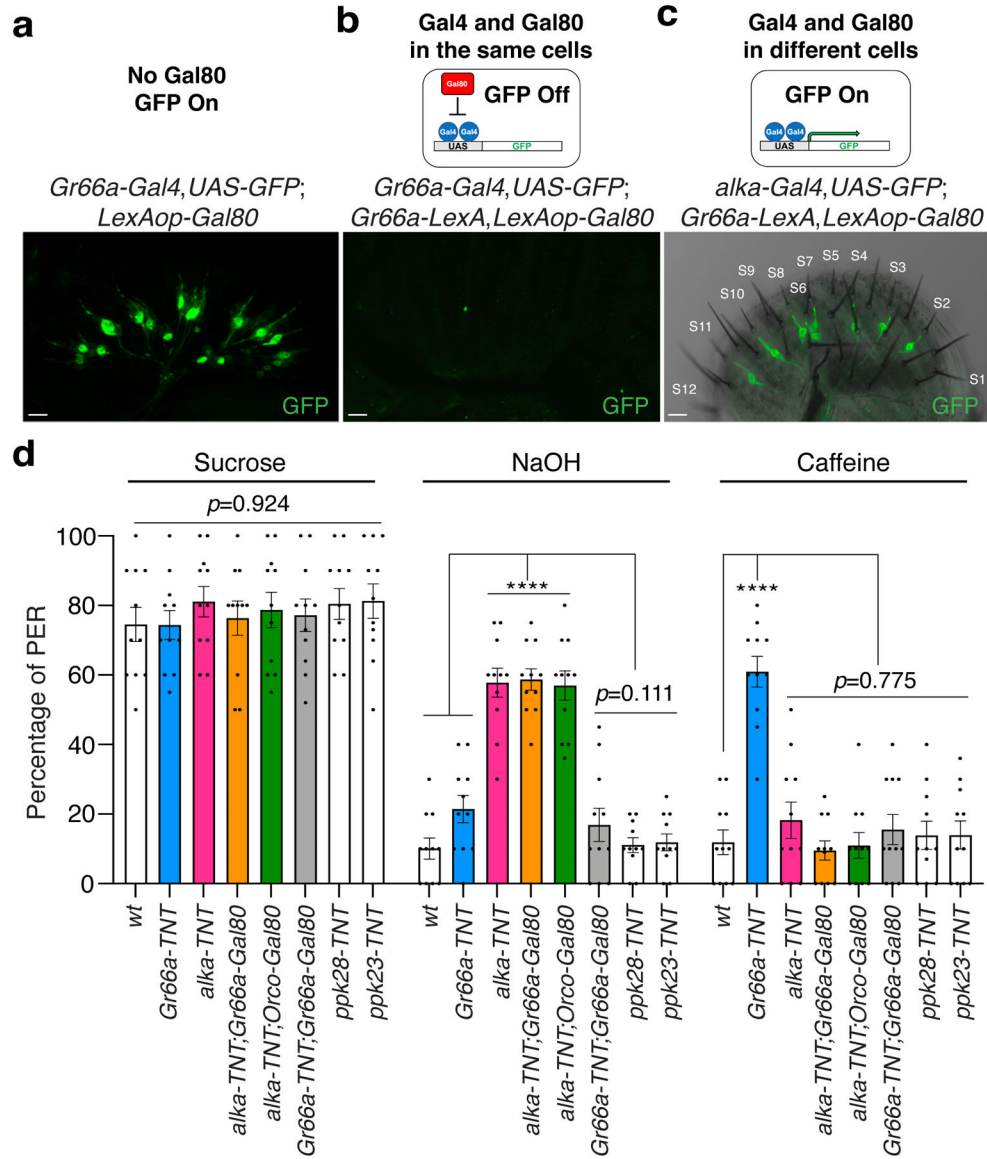 a
No Gal80
GFP On
Gr66a-Gal4,UAS-GFP;
LexAop-Gal80
GFP
b
Gal4 and Gal80
in the same cells
Gal80
GFP Off
Gal4 Gal4
UAS GFP
Gr66a-Gal4,UAS-GFP;
Gr66a-LexA,LexAop-Gal80
GFP
c
Gal4 and Gal80
in different cells
GFP On
Gal4 Gal4
UAS GFP
alka-Gal4,UAS-GFP;
Gr66a-LexA,LexAop-Gal80
S12
S11
S10
S9
S8
S7
S6
S5
S4
S3
S2
S1
GFP
d
Sucrose
NaOH
Caffeine
p=0.924
****
p=0.111
****
p=0.775
Percentage of PER
100
80
60
40
20
0
wt
Gr66a-TNT
alka-TNT
alka-TNT;Gr66a-Gal80
alka-TNT;Orco-Gal80
Gr66a-TNT;Gr66a-Gal80
ppk28-TNT
ppk23-TNT
wt
Gr66a-TNT
alka-TNT
alka-TNT;Gr66a-Gal80
alka-TNT;Orco-Gal80
Gr66a-TNT;Gr66a-Gal80
ppk28-TNT
ppk23-TNT
wt
Gr66a-TNT
alka-TNT
alka-TNT;Gr66a-Gal80
alka-TNT;Orco-Gal80
Gr66a-TNT;Gr66a-Gal80
ppk28-TNT
ppk23-TNT